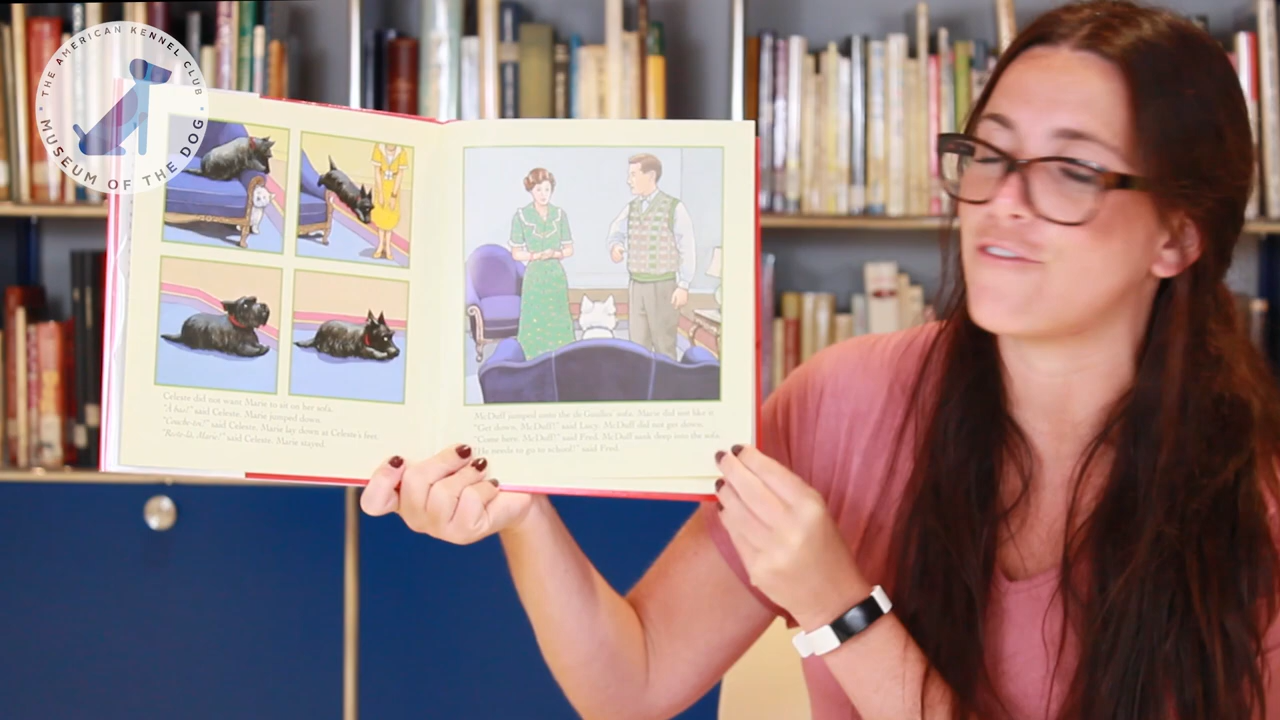 THE AMERICAN KENNEL CLUB
MUSEUM OF THE DOG
Celeste did not want Marie to sit on her sofa.
"À bas!" said Celeste. Marie jumped down.
"Couche-toi!" said Celeste. Marie lay down at Celeste's feet.
"Reste-là, Marie!" said Celeste. Marie stayed.
McDuff jumped onto the de Gaulles' sofa. Marie did not like it.
"Get down, McDuff!" said Lucy. McDuff did not get down.
"Come here, McDuff!" said Fred. McDuff sank deep into the sofa.
"He needs to go to school!" said Fred.